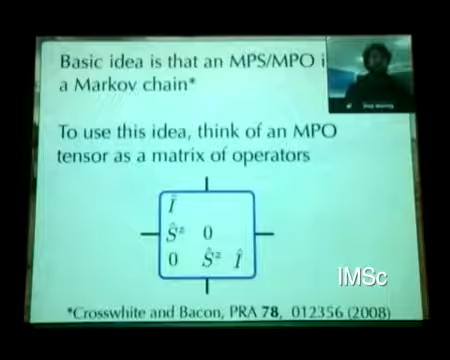 Basic idea is that an MPS/MPO i
a Markov chain*
To use this idea, think of an MPO
tensor as a matrix of operators
Î
Ŝᶻ 0
0 Ŝᶻ Î
IMSc
*Crosswhite and Bacon, PRA 78, 012356 (2008)